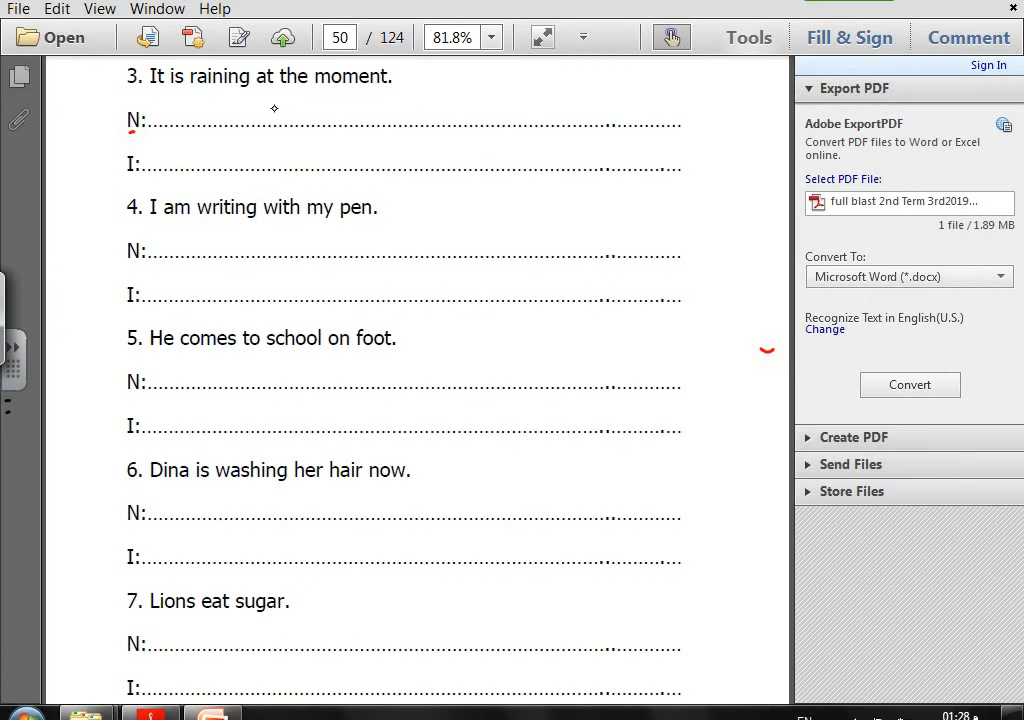 File Edit View Window Help
Open 50 / 124 81.8% Tools Fill & Sign Comment
Sign In
3. It is raining at the moment.
N:.................................................................................
I:.................................................................................
4. I am writing with my pen.
N:.................................................................................
I:.................................................................................
5. He comes to school on foot.
N:.................................................................................
I:.................................................................................
6. Dina is washing her hair now.
N:.................................................................................
I:.................................................................................
7. Lions eat sugar.
N:.................................................................................
I:.................................................................................
Export PDF
Adobe ExportPDF
Convert PDF files to Word or Excel
online.
Select PDF File:
full blast 2nd Term 3rd2019...
1 file / 1.89 MB
Convert To:
Microsoft Word (*.docx)
Recognize Text in English(U.S.)
Change
Convert
Create PDF
Send Files
Store Files
EN 01:28